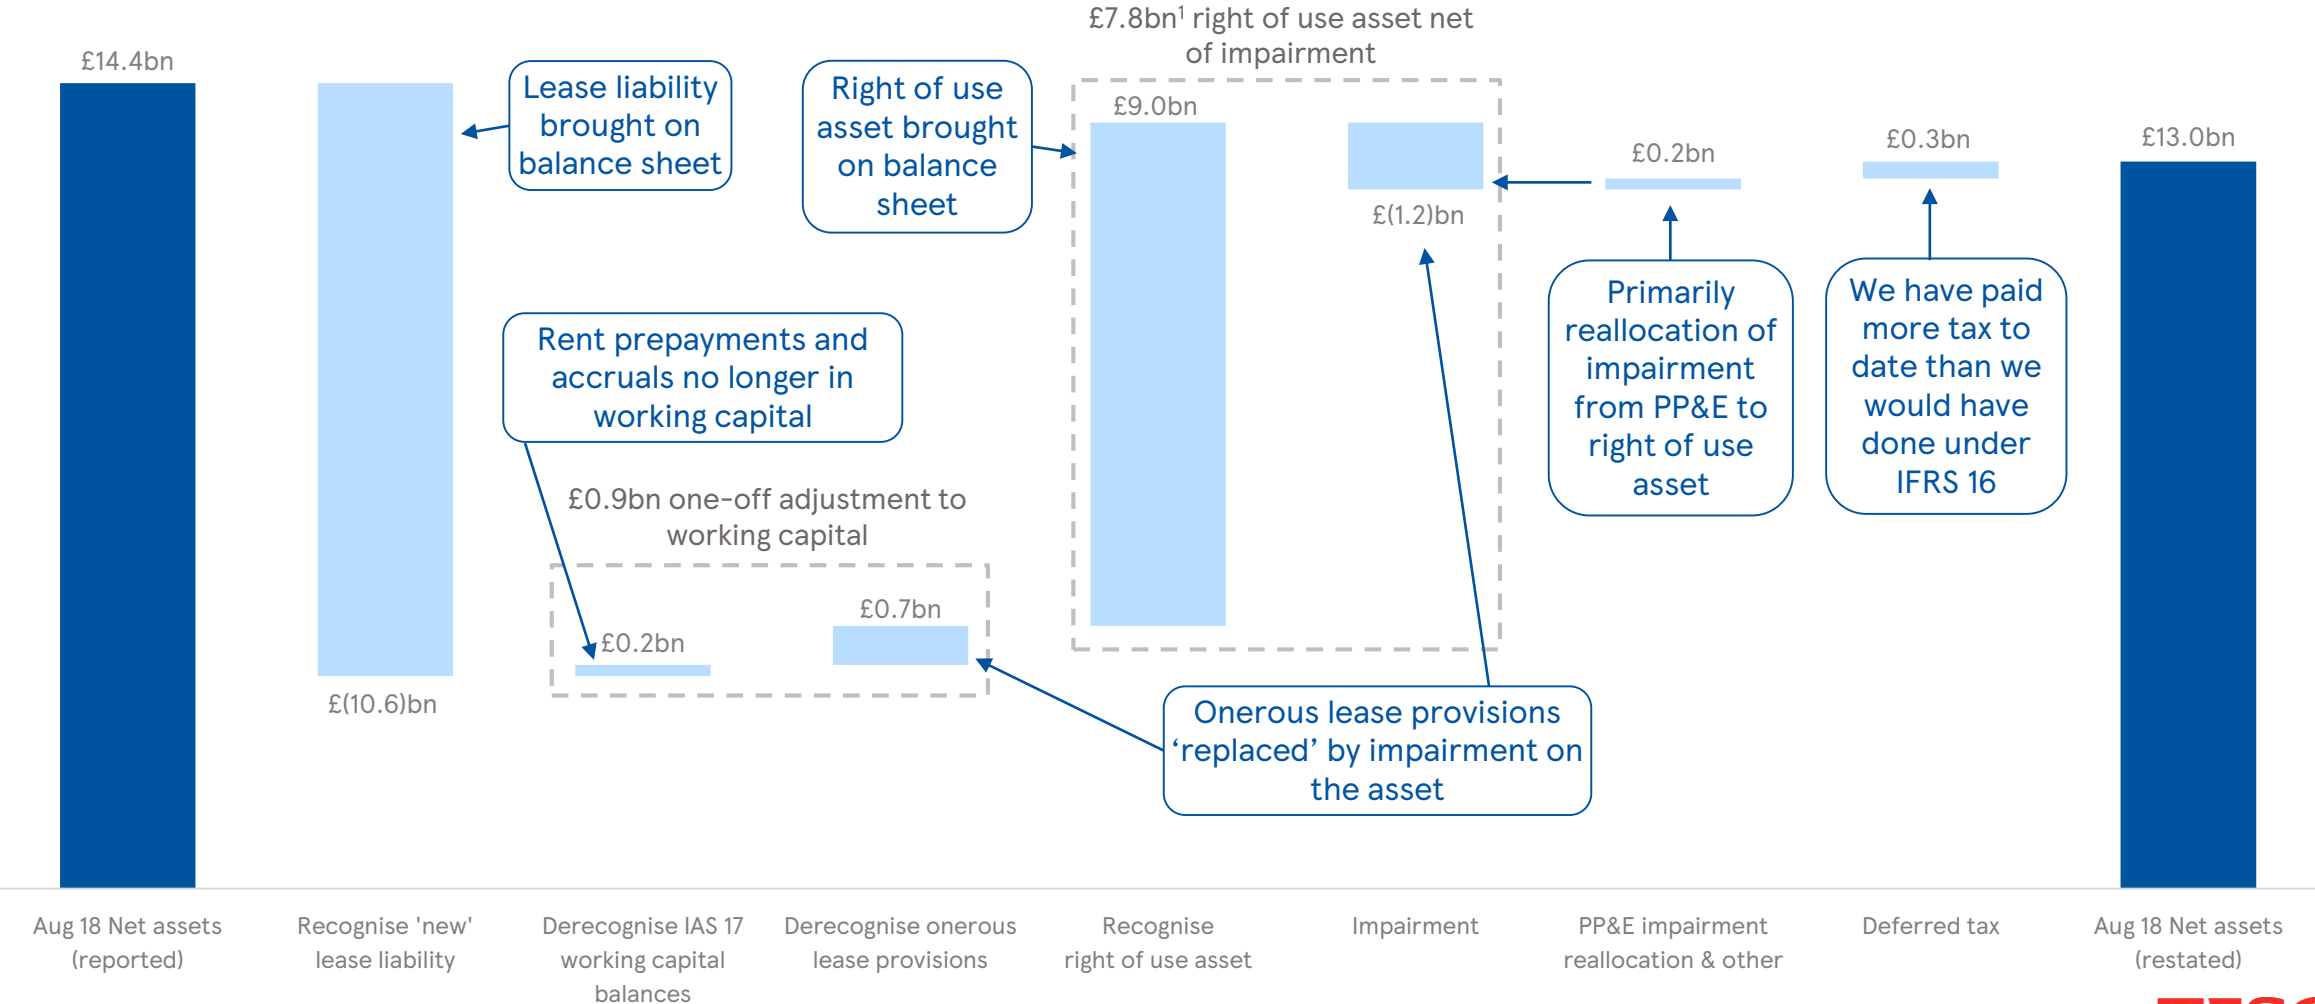 £7.8bn¹ right of use asset net
of impairment
£14.4bn
Lease liability
brought on
balance sheet
Right of use
asset brought
on balance
sheet
£9.0bn
£(1.2)bn
£0.2bn
£0.3bn
£13.0bn
Primarily
reallocation of
impairment
from PP&E to
right of use
asset
We have paid
more tax to
date than we
would have
done under
IFRS 16
Rent prepayments and
accruals no longer in
working capital
£0.9bn one-off adjustment to
working capital
£0.2bn
£0.7bn
£(10.6)bn
Onerous lease provisions
‘replaced’ by impairment on
the asset
Aug 18 Net assets
(reported)
Recognise 'new'
lease liability
Derecognise IAS 17
working capital
balances
Derecognise onerous
lease provisions
Recognise
right of use asset
Impairment
PP&E impairment
reallocation & other
Deferred tax
Aug 18 Net assets
(restated)